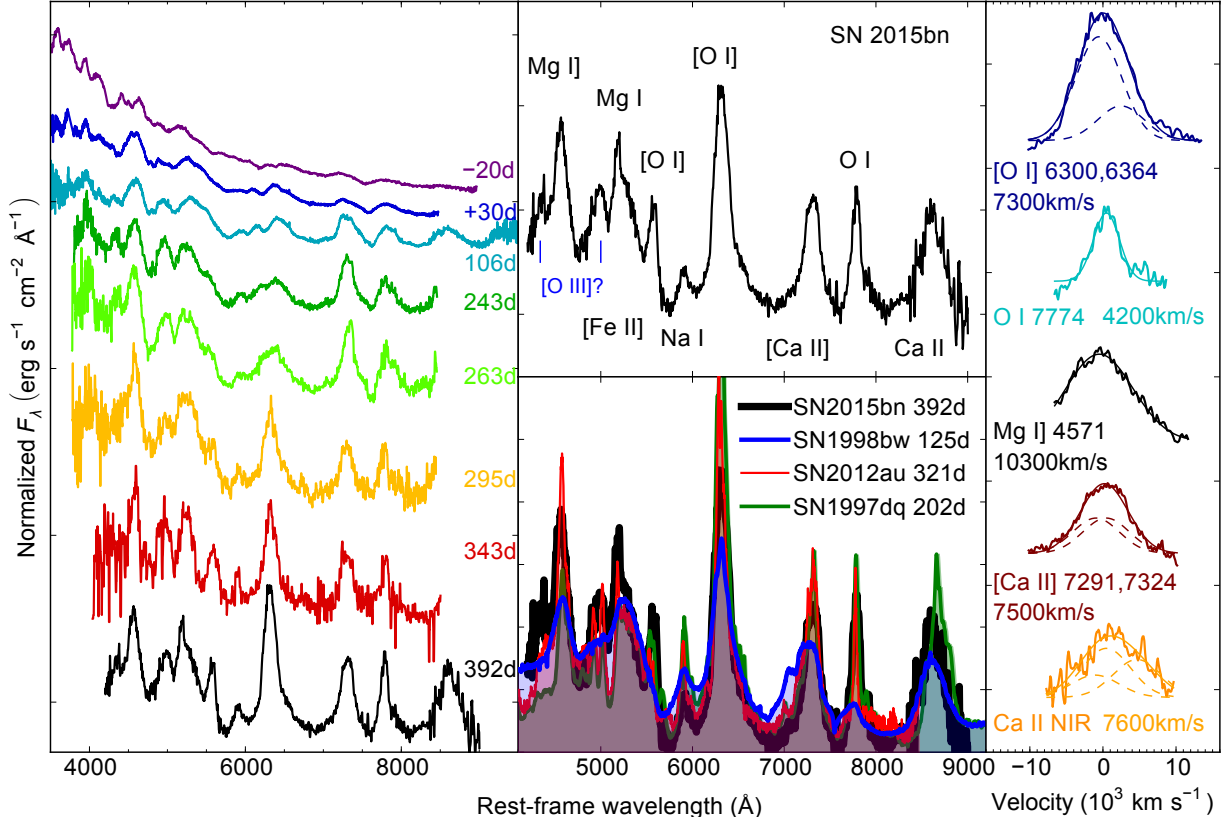 Normalized Fλ (erg s⁻¹ cm⁻² Å⁻¹)
−20d
+30d
106d
243d
263d
295d
343d
392d
4000
6000
8000
SN 2015bn
Mg I]
Mg I
[O I]
[O I]
O I
[O III]?
[Fe II]
Na I
[Ca II]
Ca II
SN2015bn 392d
SN1998bw 125d
SN2012au 321d
SN1997dq 202d
5000
6000
7000
8000
9000
Rest-frame wavelength (Å)
[O I] 6300,6364
7300km/s
O I 7774 4200km/s
Mg I] 4571
10300km/s
[Ca II] 7291,7324
7500km/s
Ca II NIR 7600km/s
−10
0
10
Velocity (10³ km s⁻¹)